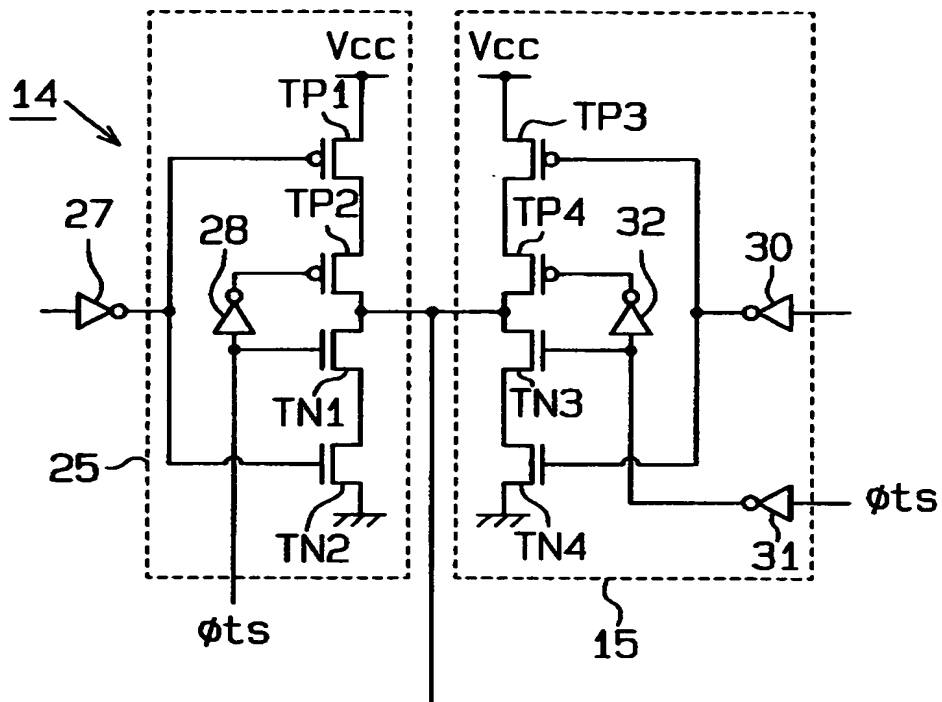 Vcc
Vcc
14
TP1
TP3
TP2
TP4
27
28
32
30
TN1
TN3
25
TN2
TN4
φts
31
φts
15